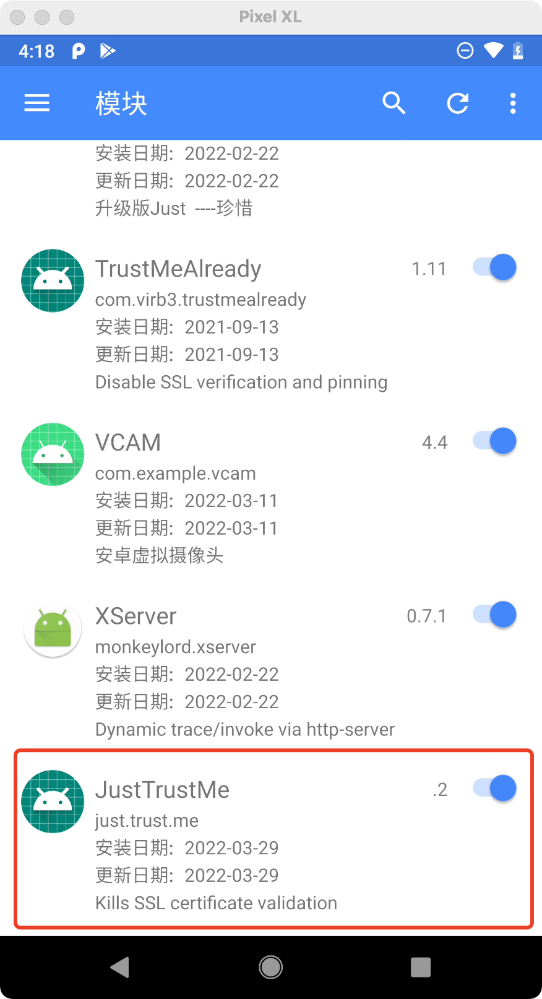 Pixel XL
4:18
模块
安装日期: 2022-02-22
更新日期: 2022-02-22
升级版Just ----珍惜
TrustMeAlready 1.11
com.virb3.trustmealready
安装日期: 2021-09-13
更新日期: 2021-09-13
Disable SSL verification and pinning
VCAM 4.4
com.example.vcam
安装日期: 2022-03-11
更新日期: 2022-03-11
安卓虚拟摄像头
XServer 0.7.1
monkeylord.xserver
安装日期: 2022-02-22
更新日期: 2022-02-22
Dynamic trace/invoke via http-server
JustTrustMe .2
just.trust.me
安装日期: 2022-03-29
更新日期: 2022-03-29
Kills SSL certificate validation